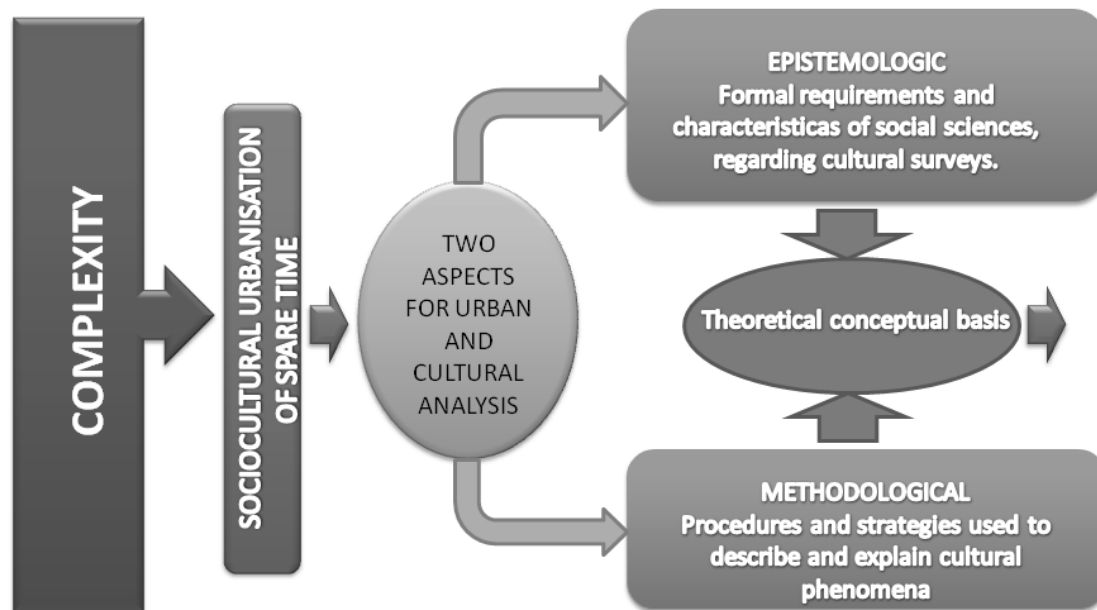 COMPLEXITY
SOCIOCULTURAL URBANISATION
OF SPARE TIME
TWO
ASPECTS
FOR URBAN
AND
CULTURAL
ANALYSIS
EPISTEMOLOGIC
Formal requirements and
characteristicas of social sciences,
regarding cultural surveys.
Theoretical conceptual basis
METHODOLOGICAL
Procedures and strategies used to
describe and explain cultural
phenomena